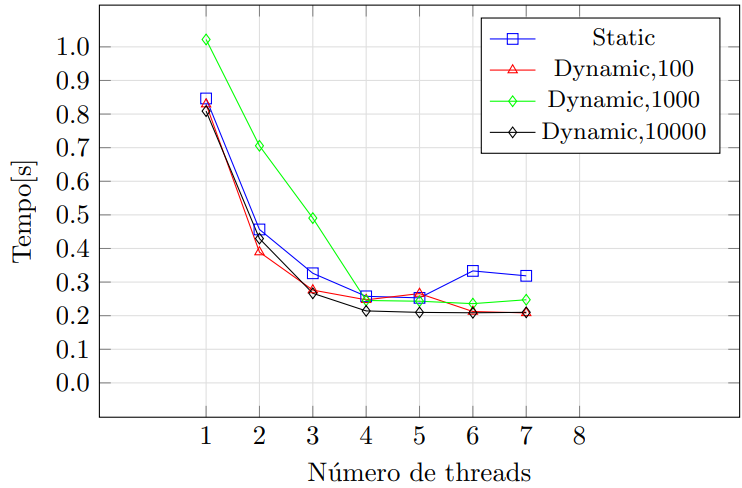 Static
Dynamic,100
Dynamic,1000
Dynamic,10000
Tempo[s]
1.0
0.9
0.8
0.7
0.6
0.5
0.4
0.3
0.2
0.1
0.0
1 2 3 4 5 6 7 8
Número de threads